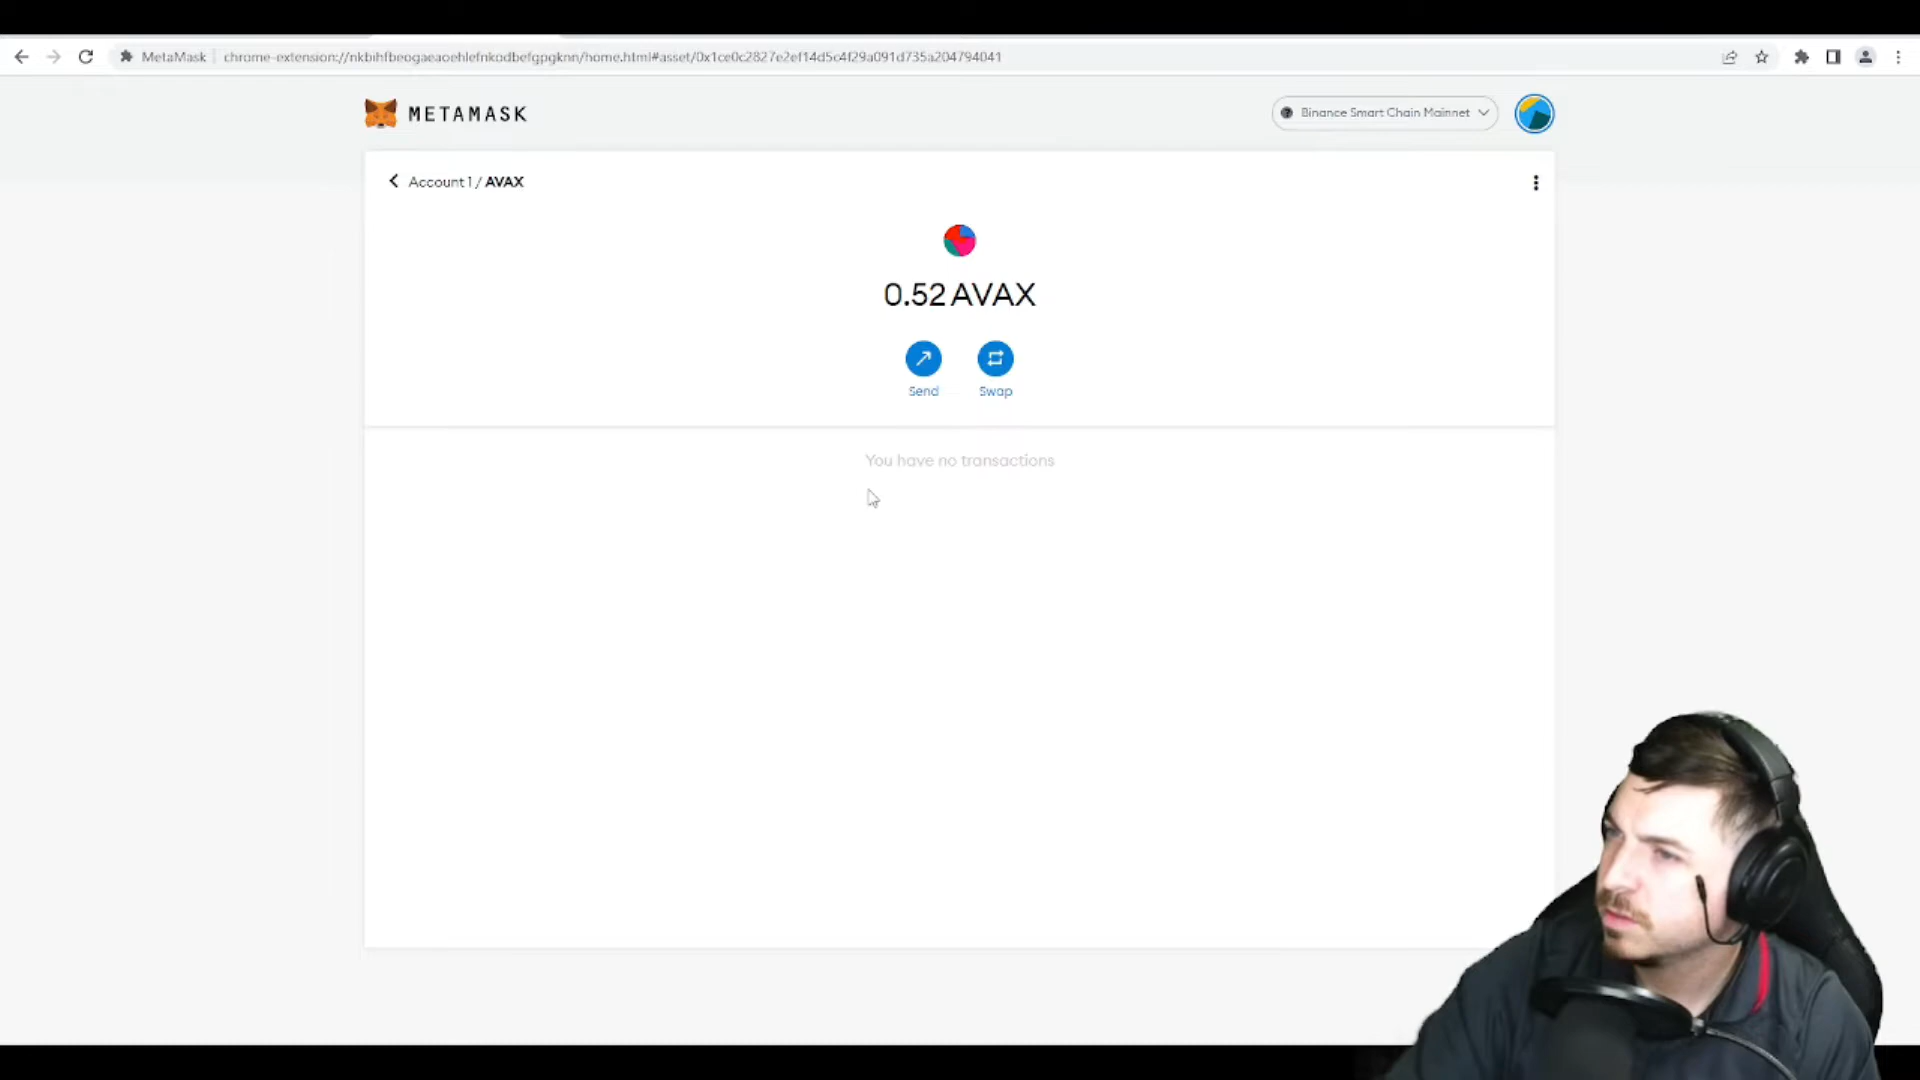 MetaMask
chrome-extension://nkbihfbeogaeaoehlefnkodbefgpgknn/home.html#asset/0x1ce0c2827e2ef14d5c4f29a091d735a204794041
METAMASK
Binance Smart Chain Mainnet
Account 1 / AVAX
0.52 AVAX
Send
Swap
You have no transactions